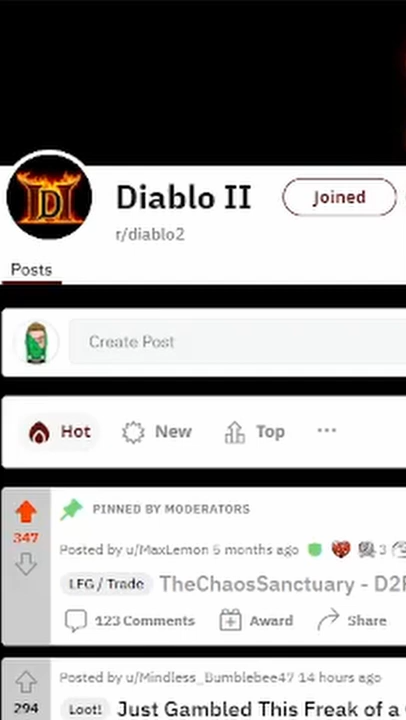 D
Diablo II
Joined
r/diablo2
Posts
Create Post
Hot
New
Top
347
PINNED BY MODERATORS
Posted by u/MaxLemon 5 months ago
3
LFG / Trade
TheChaosSanctuary - D2
123 Comments
Award
Share
294
Posted by u/Mindless_Bumblebee47 14 hours ago
Loot!
Just Gambled This Freak of a